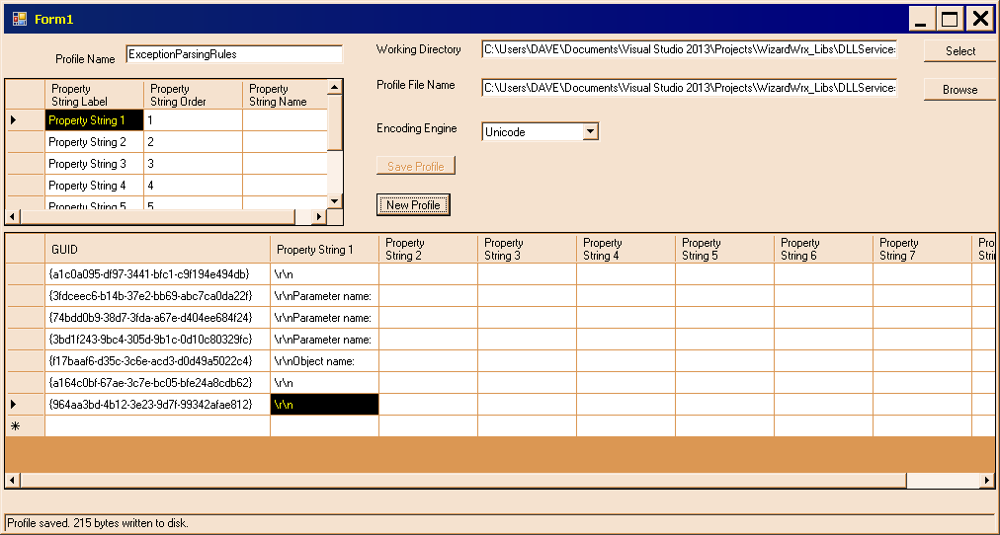 Form1
Profile Name ExceptionParsingRules
Working Directory C:\Users\DAVE\Documents\Visual Studio 2013\Projects\WizardWrx_Libs\DLLService: Select
Profile File Name C:\Users\DAVE\Documents\Visual Studio 2013\Projects\WizardWrx_Libs\DLLService: Browse
Encoding Engine Unicode
Save Profile
New Profile
Property String Label Property String Order Property String Name
Property String 1 1
Property String 2 2
Property String 3 3
Property String 4 4
Property String 5 5
GUID Property String 1 Property String 2 Property String 3 Property String 4 Property String 5 Property String 6 Property String 7
{a1c0a095-df97-3441-bfc1-c9f194e494db} \r\n
{3fdceec6-b14b-37e2-bb69-abc7ca0da22f} \r\nParameter name:
{74bdd0b9-38d7-3fda-a67e-d404ee684f24} \r\nParameter name:
{3bd1f243-9bc4-305d-9b1c-0d10c80329fc} \r\nParameter name:
{f17baaf6-d35c-3c6e-acd3-d0d49a5022c4} \r\nObject name:
{a164c0bf-67ae-3c7e-bc05-bfe24a8cdb62} \r\n
{964aa3bd-4b12-3e23-9d7f-99342afae812} \r\n
Profile saved. 215 bytes written to disk.